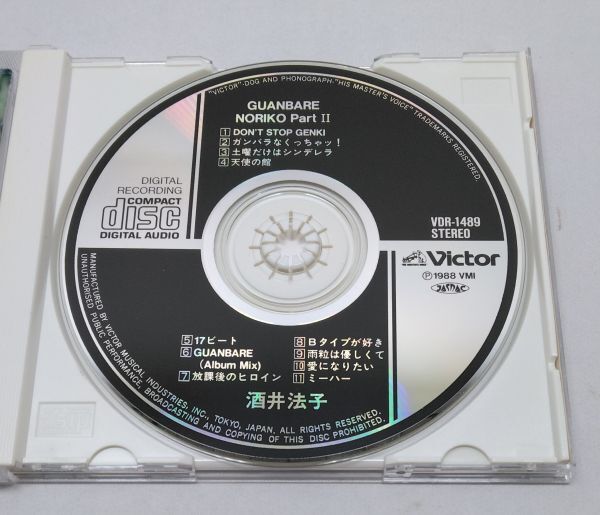 "VICTOR"-DOG AND PHONOGRAPH-"HIS MASTER'S VOICE" TRADEMARKS REGISTERED.
GUANBARE
NORIKO Part II
1 DON'T STOP GENKI
2 ガンバラなくっちゃッ!
3 土曜だけはシンデレラ
4 天使の館
DIGITAL
RECORDING
COMPACT
disc
DIGITAL AUDIO
VDR-1489
STEREO
Victor
Ⓟ1988 VMI
JASRAC
5 17ビート
6 GUANBARE
(Album Mix)
7 放課後のヒロイン
8 Bタイプが好き
9 雨粒は優しくて
10 愛になりたい
11 ミーハー
酒井法子
MANUFACTURED BY VICTOR MUSICAL INDUSTRIES, INC., TOKYO, JAPAN. ALL RIGHTS RESERVED.
UNAUTHORISED PUBLIC PERFORMANCE, BROADCASTING AND COPYING OF THIS DISC PROHIBITED.